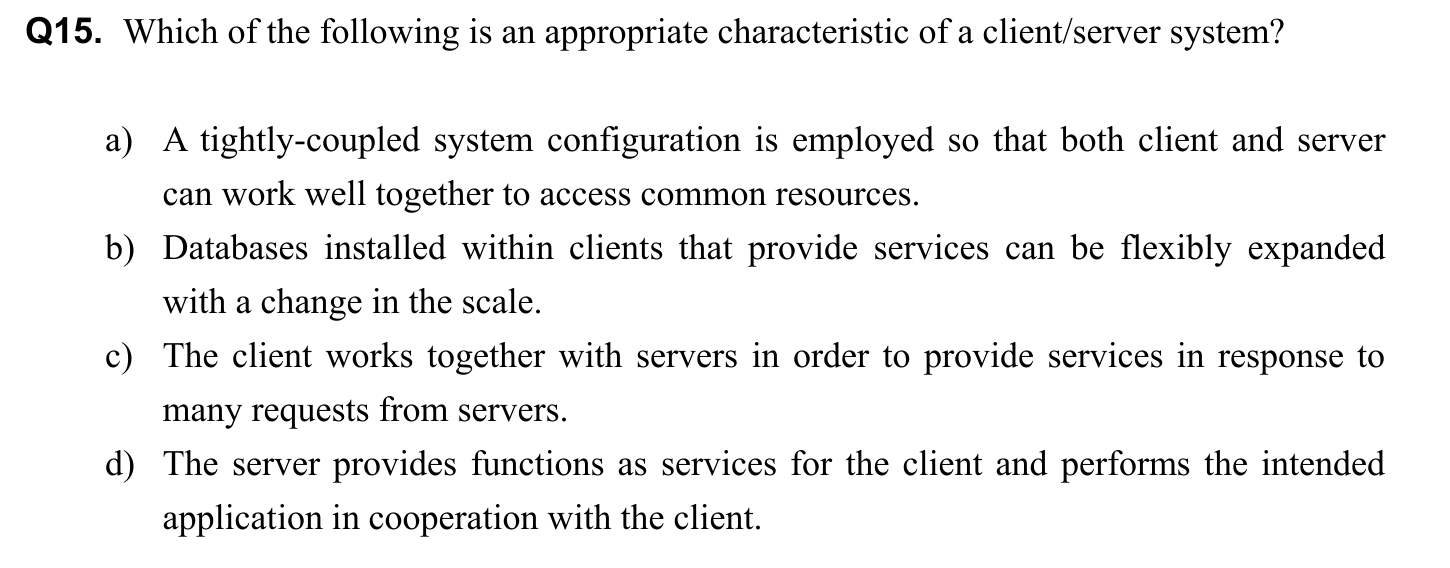 Q15. Which of the following is an appropriate characteristic of a client/server system?
a) A tightly-coupled system configuration is employed so that both client and server
can work well together to access common resources.
b) Databases installed within clients that provide services can be flexibly expanded
with a change in the scale.
c) The client works together with servers in order to provide services in response to
many requests from servers.
d) The server provides functions as services for the client and performs the intended
application in cooperation with the client.